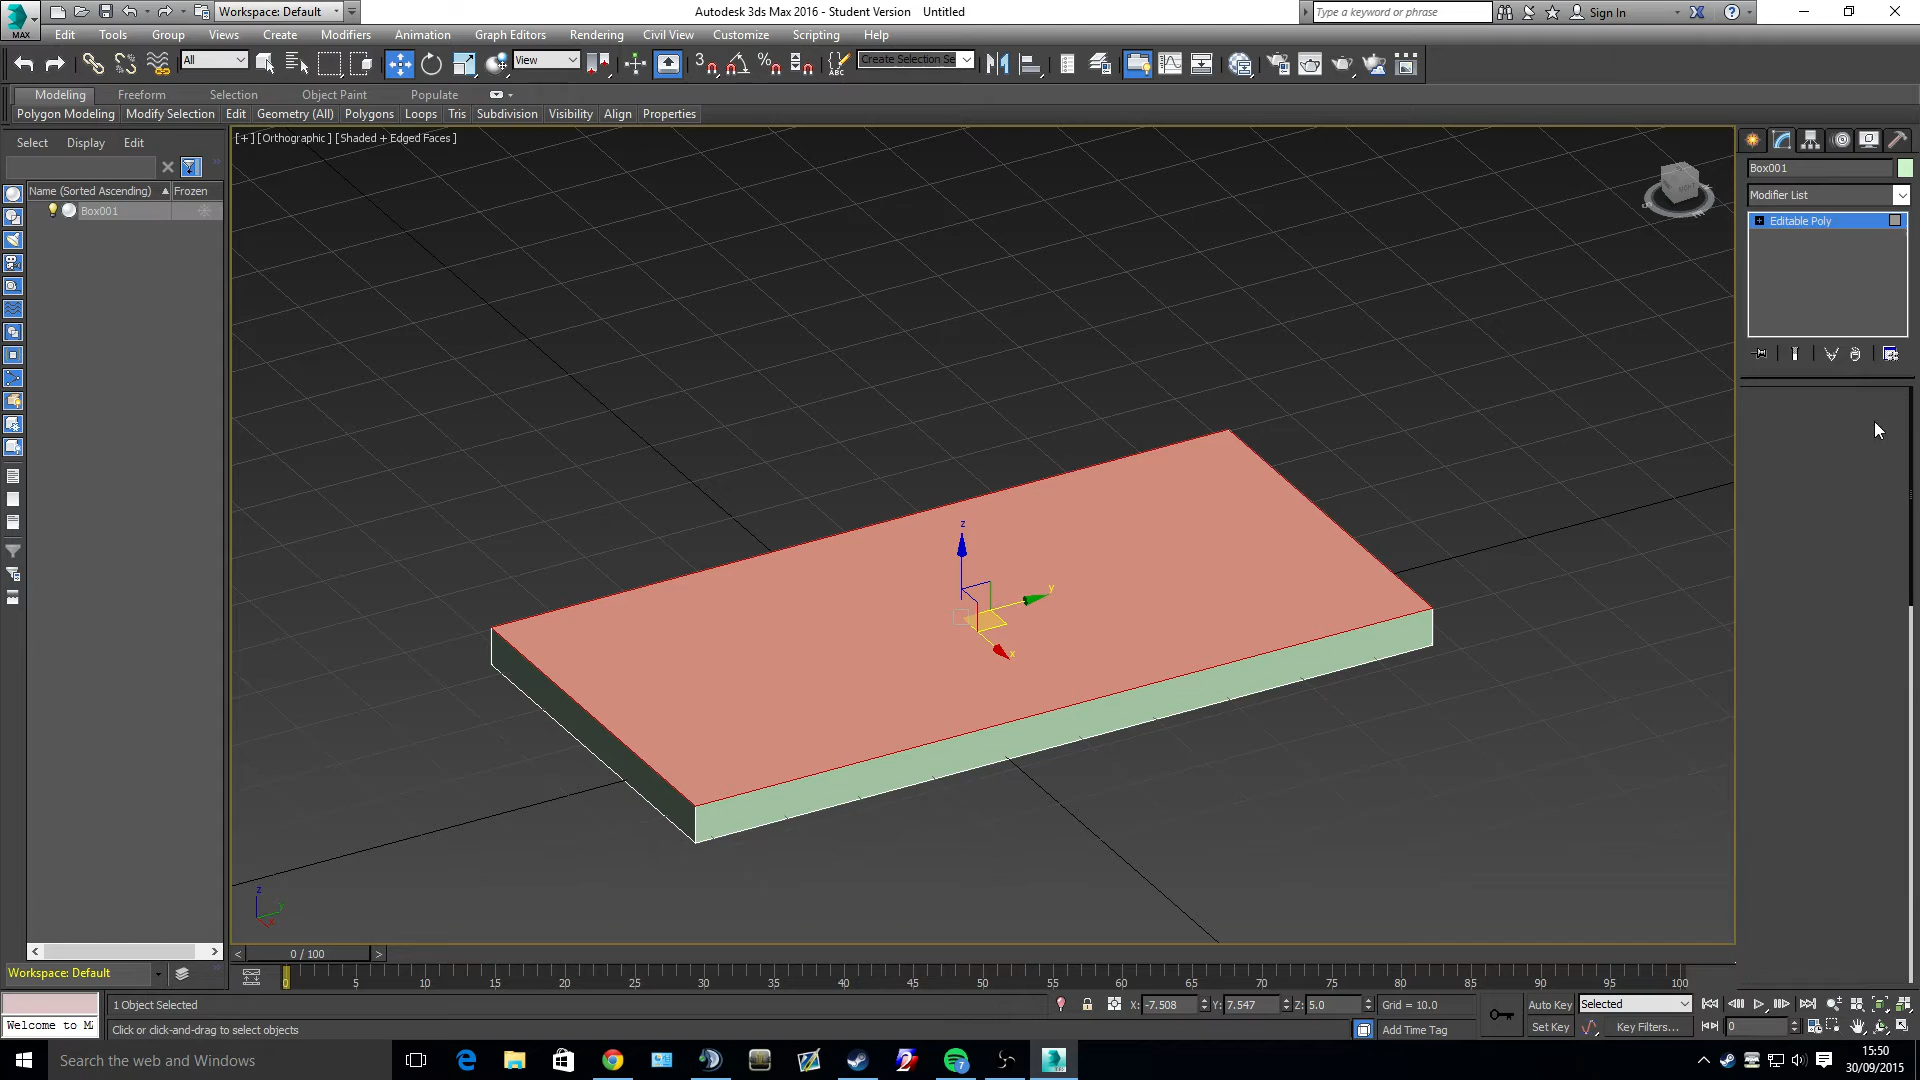 Workspace: Default
Autodesk 3ds Max 2016 - Student Version Untitled
Type a keyword or phrase
Sign In
MAX
Edit Tools Group Views Create Modifiers Animation Graph Editors Rendering Civil View Customize Scripting Help
All
View
ABC
Create Selection Se
3
Modeling Freeform Selection Object Paint Populate
Polygon Modeling Modify Selection Edit Geometry (All) Polygons Loops Tris Subdivision Visibility Align Properties
Select Display Edit
[+] [Orthographic ] [Shaded + Edged Faces ]
Box001
Name (Sorted Ascending) Frozen
Modifier List
Box001
Editable Poly
z
y
x
z
y
x
< 0 / 100 >
Workspace: Default
0 5 10 15 20 25 30 35 40 45 50 55 60 65 70 75 80 85 90 95 100
1 Object Selected
X: -7.508 Y: 7.547 Z: 5.0 Grid = 10.0
Auto Key Selected
Welcome to M
Click or click-and-drag to select objects
Add Time Tag
Set Key Key Filters... 0
Search the web and Windows
7
15:50
30/09/2015